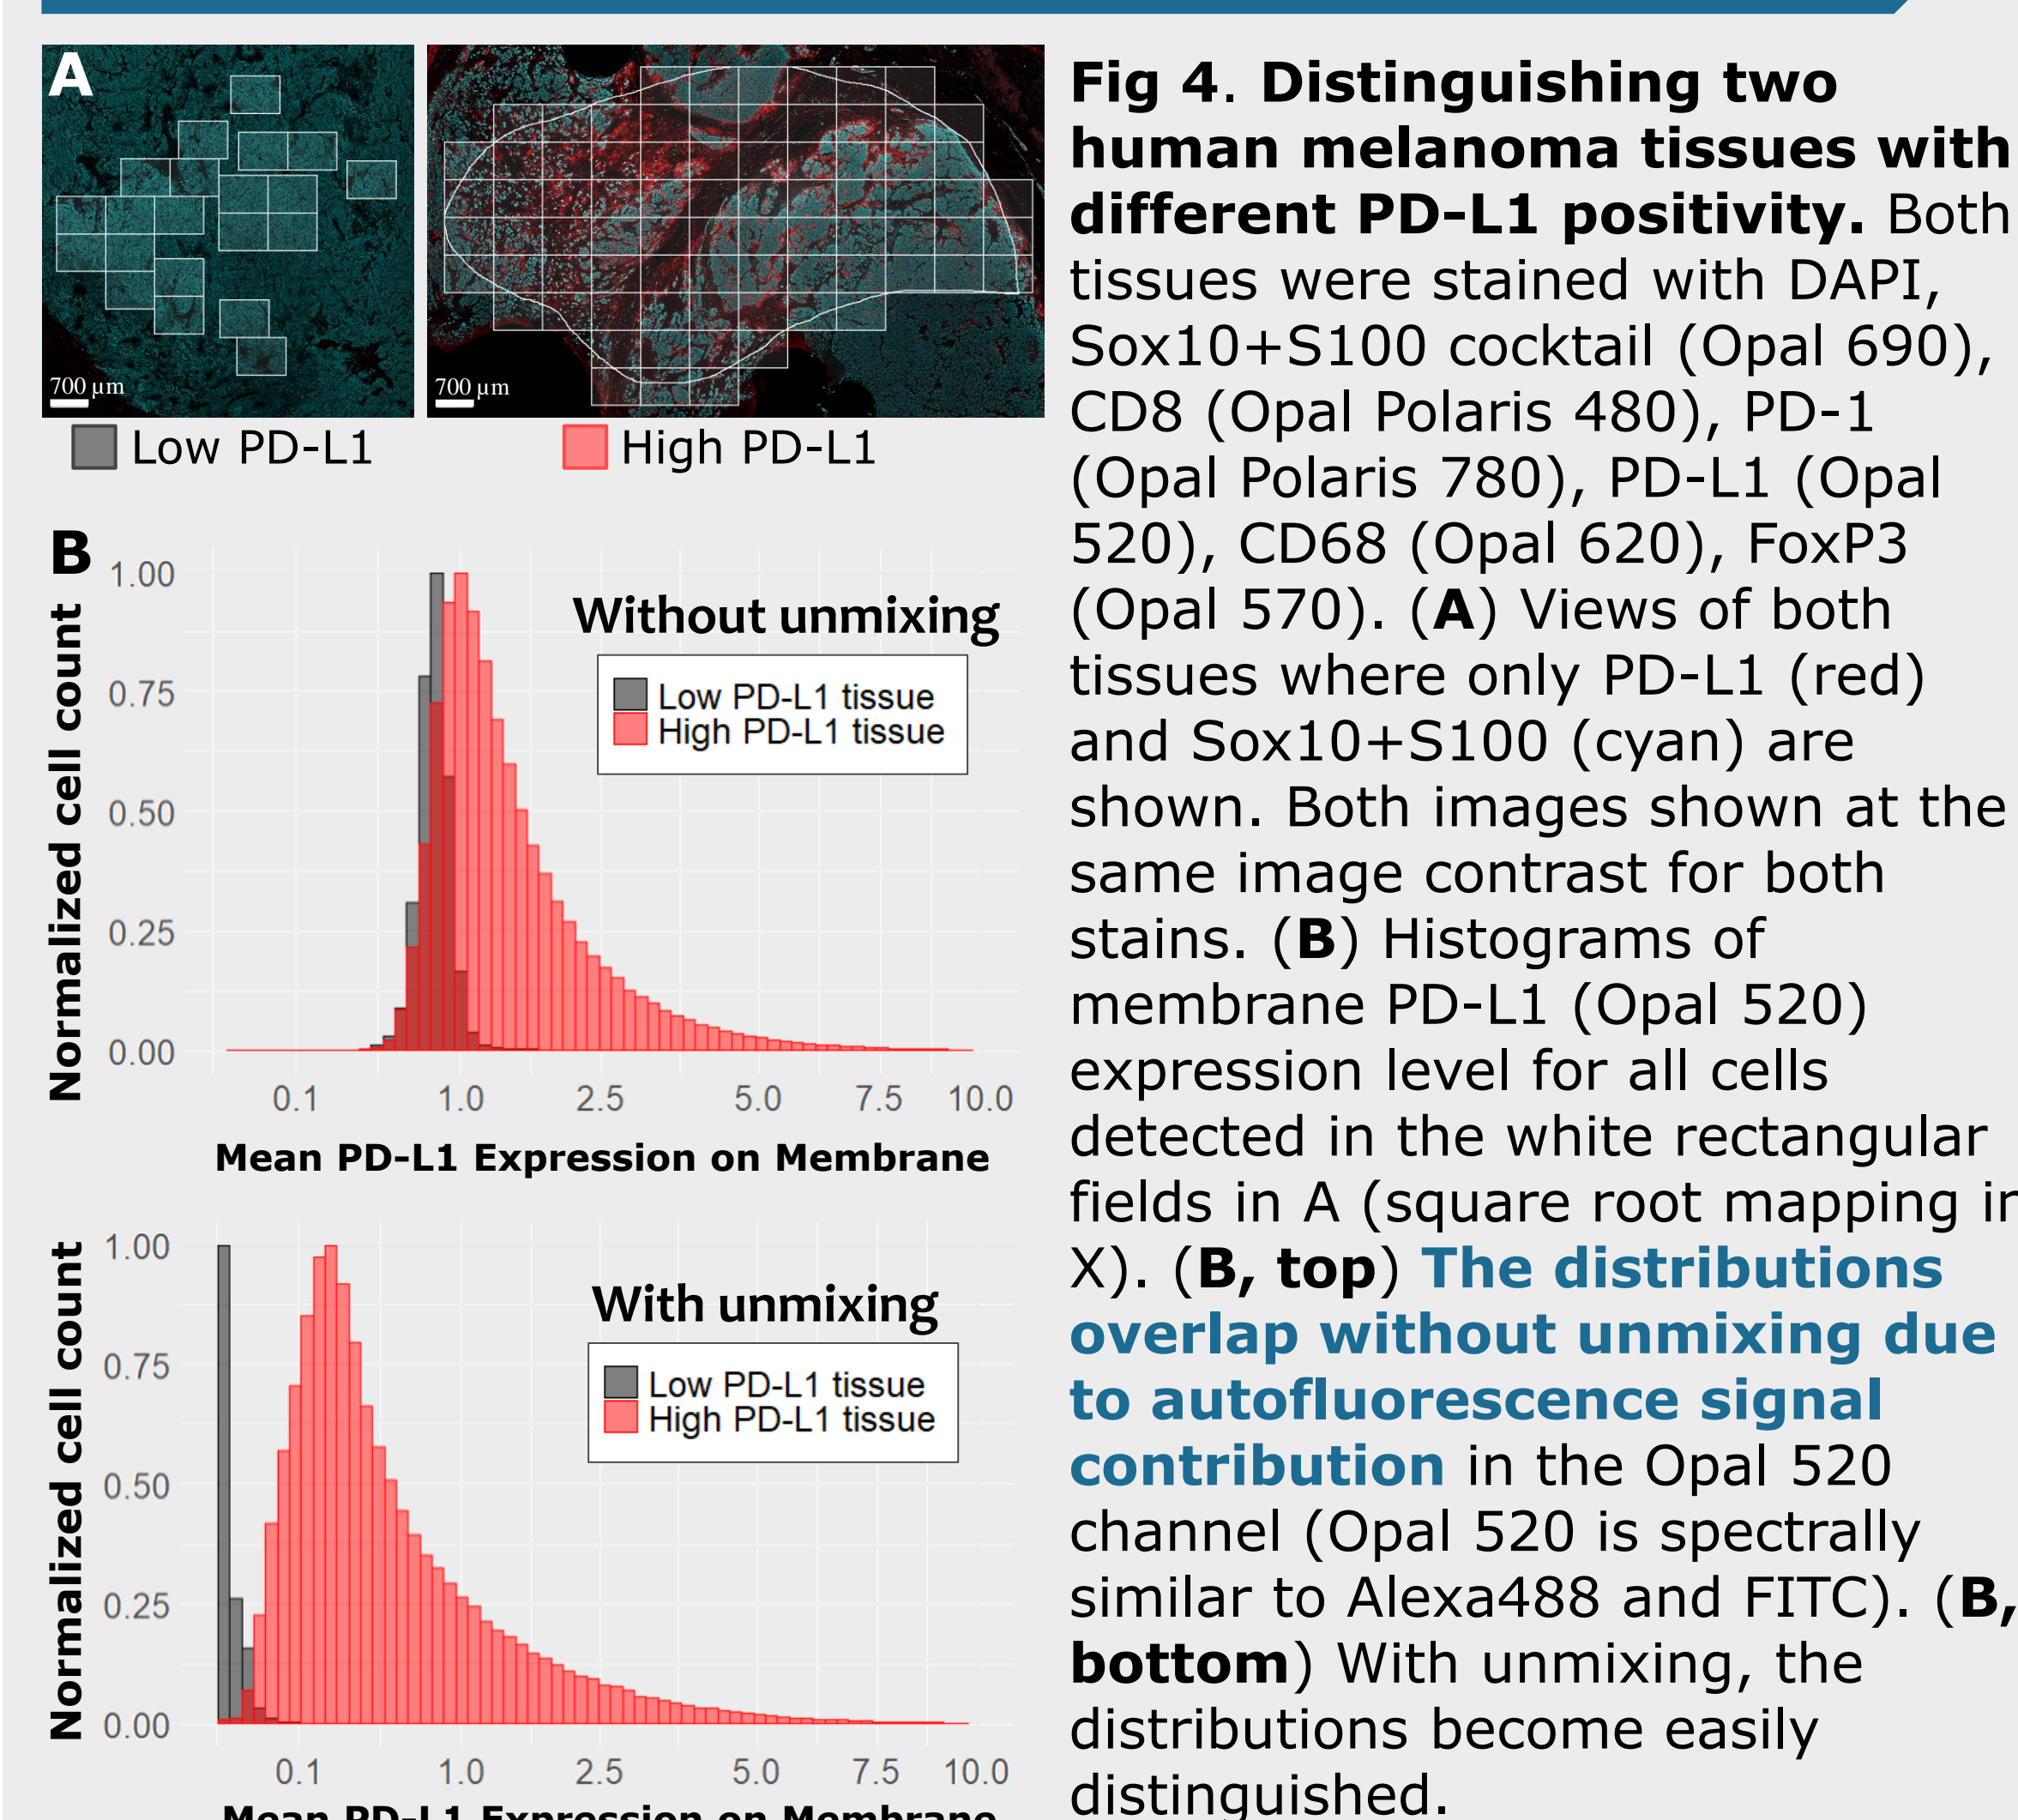 A
700 µm
700 µm
Low PD-L1
High PD-L1
B
Normalized cell count
1.00
0.75
0.50
0.25
0.00
Without unmixing
Low PD-L1 tissue
High PD-L1 tissue
0.1 1.0 2.5 5.0 7.5 10.0
Mean PD-L1 Expression on Membrane
Normalized cell count
1.00
0.75
0.50
0.25
0.00
With unmixing
Low PD-L1 tissue
High PD-L1 tissue
0.1 1.0 2.5 5.0 7.5 10.0
Mean PD-L1 Expression on Membrane
Fig 4. Distinguishing two
human melanoma tissues with
different PD-L1 positivity. Both
tissues were stained with DAPI,
Sox10+S100 cocktail (Opal 690),
CD8 (Opal Polaris 480), PD-1
(Opal Polaris 780), PD-L1 (Opal
520), CD68 (Opal 620), FoxP3
(Opal 570). (A) Views of both
tissues where only PD-L1 (red)
and Sox10+S100 (cyan) are
shown. Both images shown at the
same image contrast for both
stains. (B) Histograms of
membrane PD-L1 (Opal 520)
expression level for all cells
detected in the white rectangular
fields in A (square root mapping in
X). (B, top) The distributions
overlap without unmixing due
to autofluorescence signal
contribution in the Opal 520
channel (Opal 520 is spectrally
similar to Alexa488 and FITC). (B,
bottom) With unmixing, the
distributions become easily
distinguished.